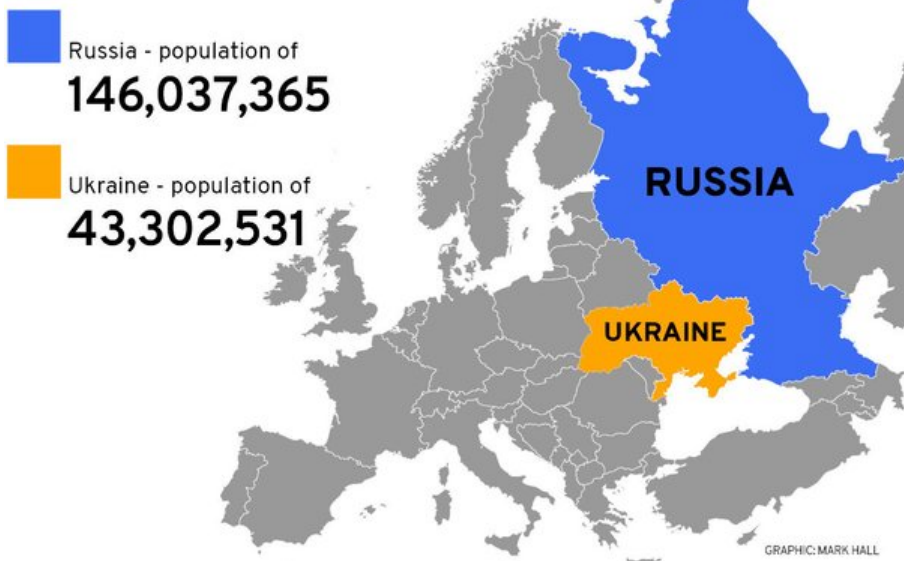 Russia - population of
146,037,365
Ukraine - population of
43,302,531
RUSSIA
UKRAINE
GRAPHIC: MARK HALL